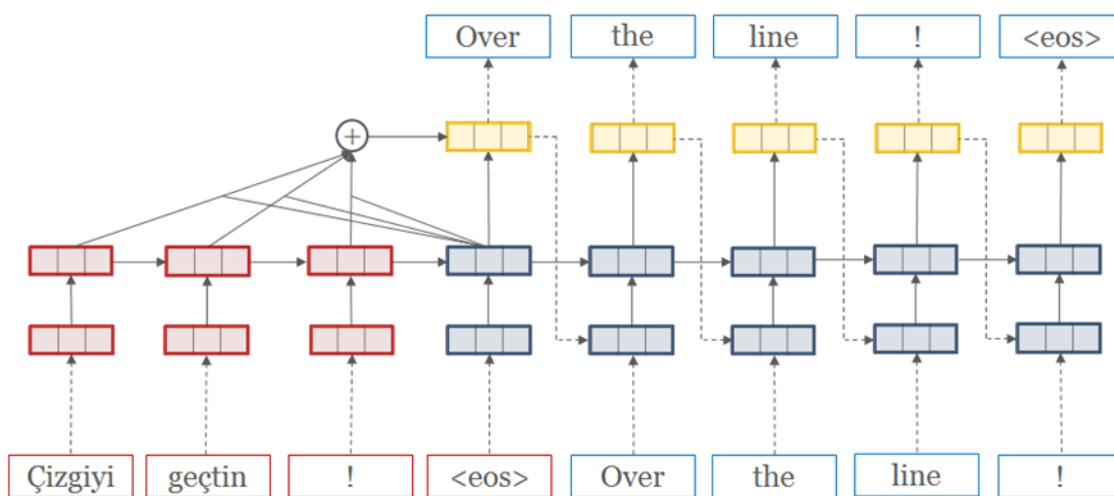 Over the line ! <eos>
+
Çizgiyi geçtin ! <eos> Over the line !